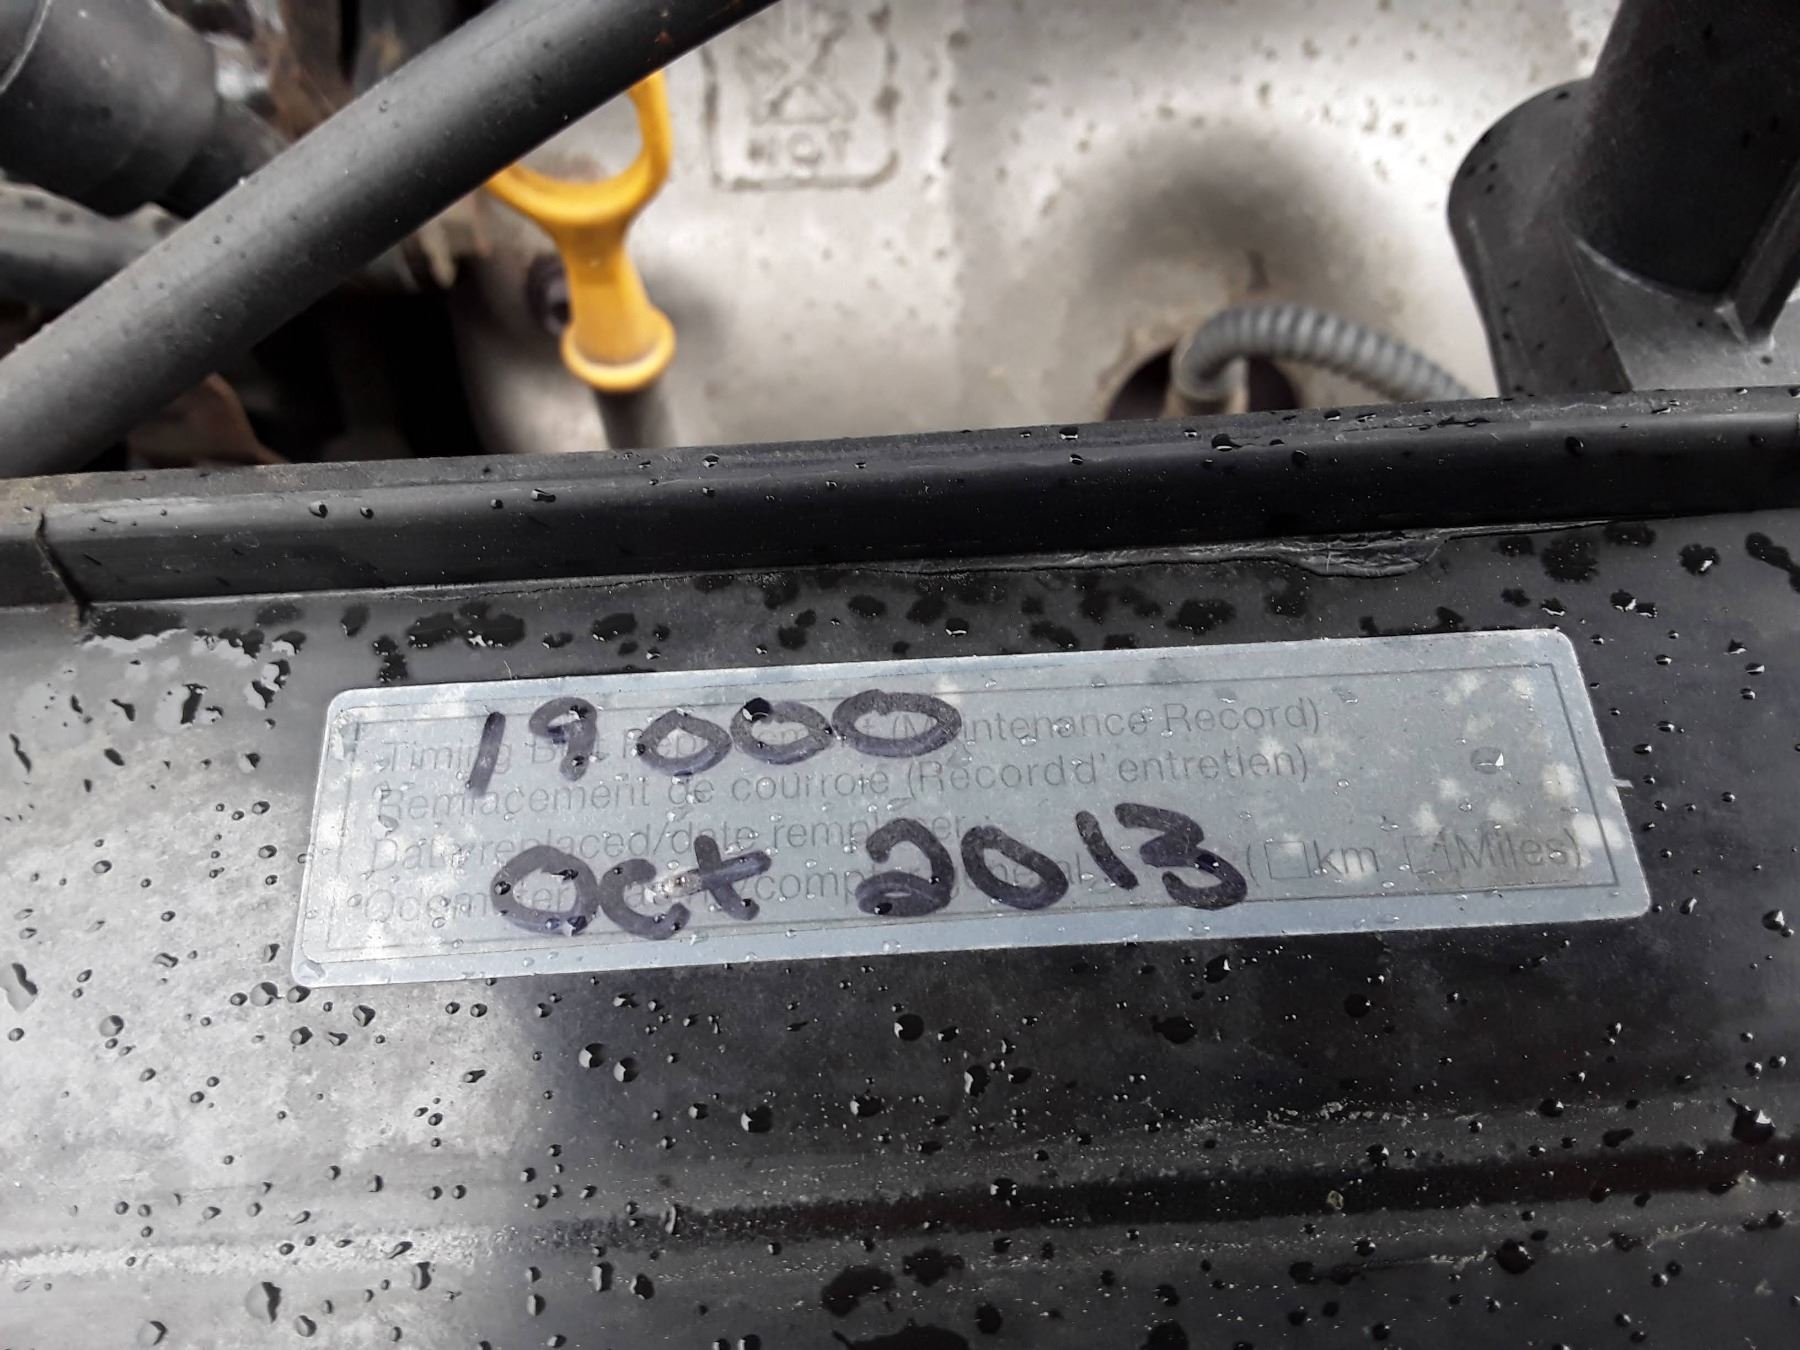 HOT
19000
Timing Belt Replacement (Maintenance Record)
Remlacement de courroie (Record d'entretien)
Date replaced/date remplacer
Oct 2013
(□km □Miles)